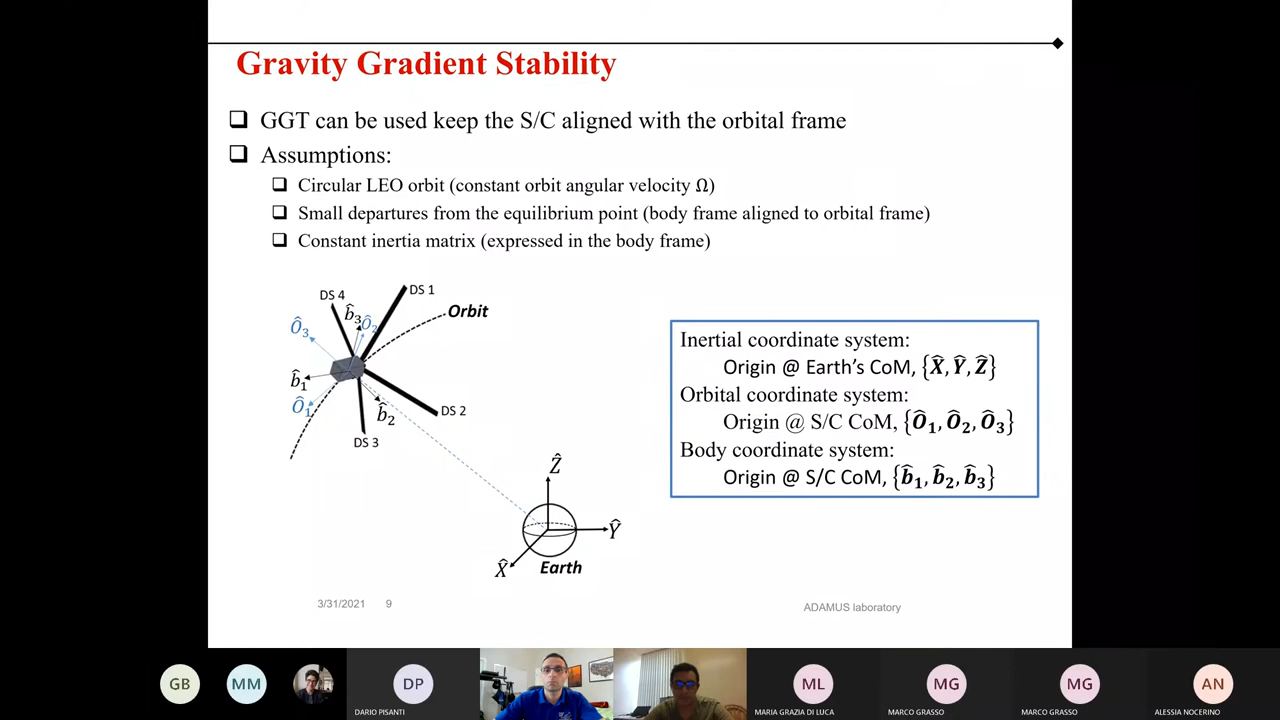 Gravity Gradient Stability
GGT can be used keep the S/C aligned with the orbital frame
Assumptions:
Circular LEO orbit (constant orbit angular velocity Ω)
Small departures from the equilibrium point (body frame aligned to orbital frame)
Constant inertia matrix (expressed in the body frame)
DS 4
DS 1
b̂3
Ô2
Orbit
Ô3
b̂1
Ô1
b̂2
DS 2
DS 3
Ẑ
Ŷ
X̂
Earth
Inertial coordinate system:
Origin @ Earth's CoM, {X̂, Ŷ, Ẑ}
Orbital coordinate system:
Origin @ S/C CoM, {Ô1, Ô2, Ô3}
Body coordinate system:
Origin @ S/C CoM, {b̂1, b̂2, b̂3}
3/31/2021 9
ADAMUS laboratory
GB
MM
DP
DARIO PISANTI
ML
MARIA GRAZIA DI LUCA
MG
MARCO GRASSO
MG
MARCO GRASSO
AN
ALESSIA NOCERINO